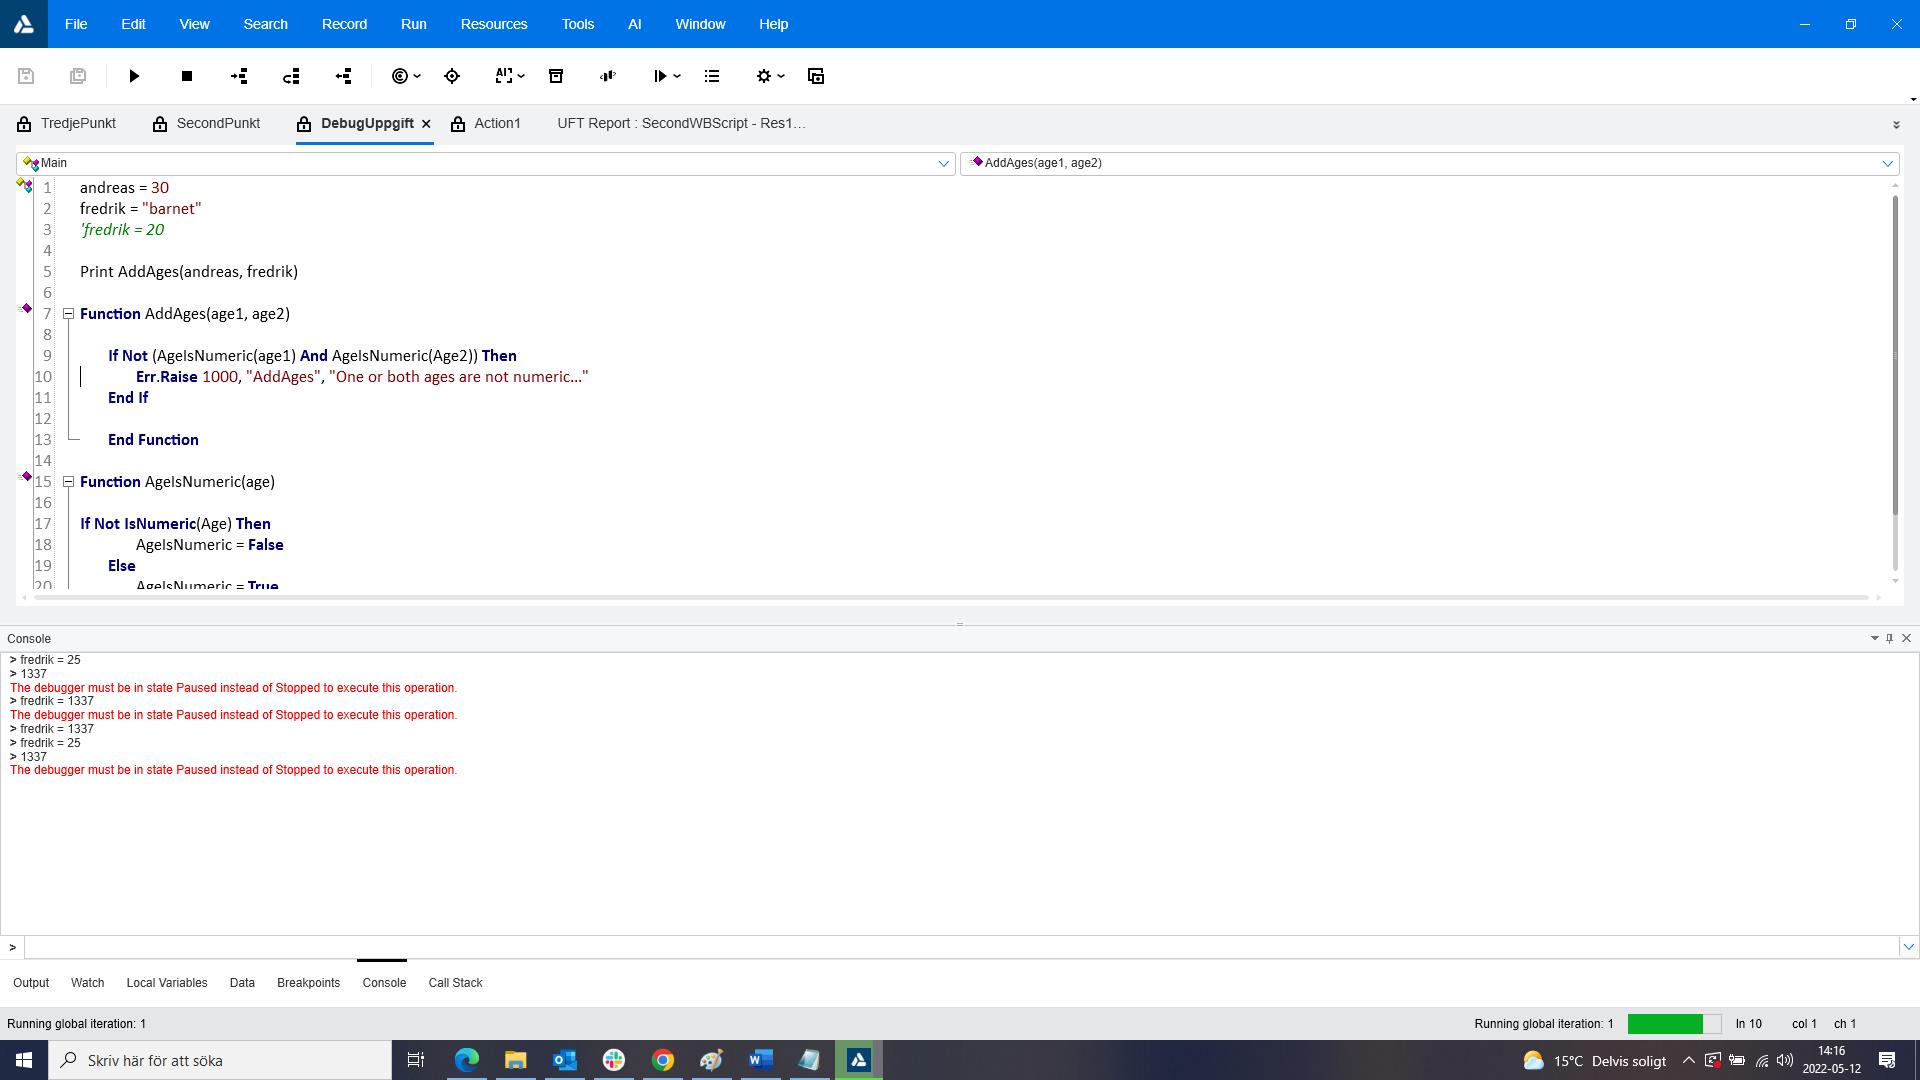 File Edit View Search Record Run Resources Tools AI Window Help
AI
TredjePunkt SecondPunkt DebugUppgift Action1 UFT Report : SecondWBScript - Res1...
Main AddAges(age1, age2)
1 andreas = 30
2 fredrik = "barnet"
3 'fredrik = 20
4
5 Print AddAges(andreas, fredrik)
6
7 Function AddAges(age1, age2)
8
9 If Not (AgeIsNumeric(age1) And AgeIsNumeric(Age2)) Then
10 Err.Raise 1000, "AddAges", "One or both ages are not numeric..."
11 End If
12
13 End Function
14
15 Function AgeIsNumeric(age)
16
17 If Not IsNumeric(Age) Then
18 AgeIsNumeric = False
19 Else
20 AgeIsNumeric = True
Console
> fredrik = 25
> 1337
The debugger must be in state Paused instead of Stopped to execute this operation.
> fredrik = 1337
The debugger must be in state Paused instead of Stopped to execute this operation.
> fredrik = 1337
> fredrik = 25
> 1337
The debugger must be in state Paused instead of Stopped to execute this operation.
>
Output Watch Local Variables Data Breakpoints Console Call Stack
Running global iteration: 1 Running global iteration: 1 ln 10 col 1 ch 1
Skriv här för att söka 15°C Delvis soligt 14:16
2022-05-12